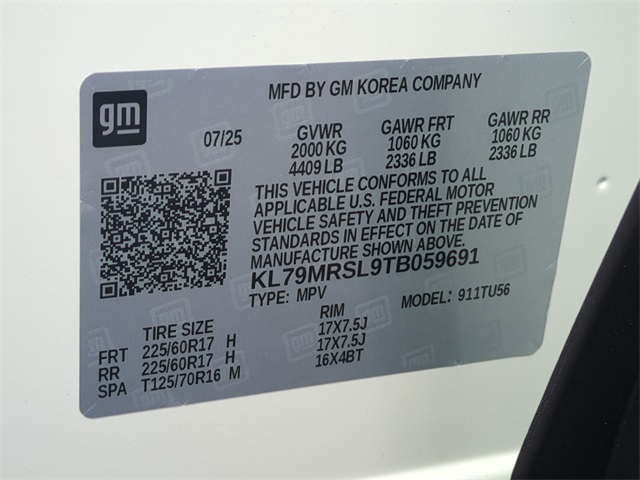 MFD BY GM KOREA COMPANY
gm
07/25 GVWR GAWR FRT GAWR RR
2000 KG 1060 KG 1060 KG
4409 LB 2336 LB 2336 LB
THIS VEHICLE CONFORMS TO ALL
APPLICABLE U.S. FEDERAL MOTOR
VEHICLE SAFETY AND THEFT PREVENTION
STANDARDS IN EFFECT ON THE DATE OF
MANUFACTURE SHOWN ABOVE.
KL79MRSL9TB059691
TYPE: MPV MODEL: 911TU56
TIRE SIZE RIM
FRT 225/60R17 H 17X7.5J
RR 225/60R17 H 17X7.5J
SPA T125/70R16 M 16X4BT